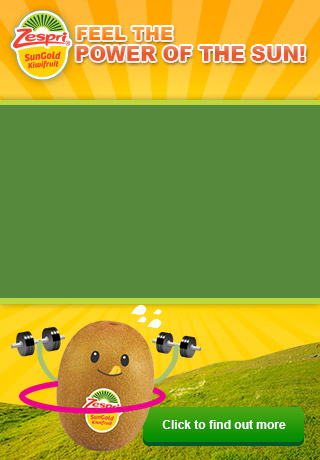 Zespri®
SunGold
Kiwifruit
FEEL THE
POWER OF THE SUN!
Zespri
SunGold
Kiwifruit
Click to find out more